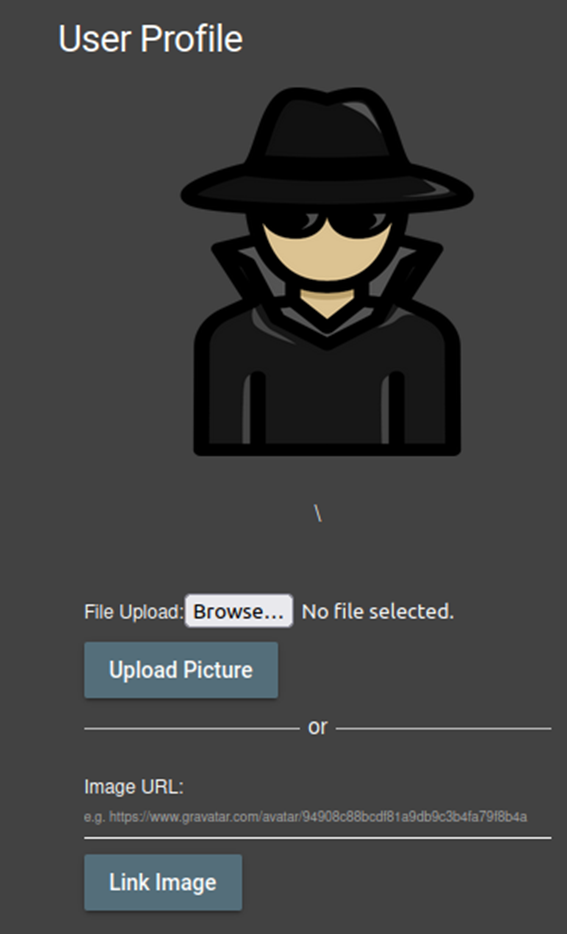 User Profile
\
File Upload: Browse... No file selected.
Upload Picture
or
Image URL:
e.g. https://www.gravatar.com/avatar/94908c88bcdf81a9db9c3b4fa79f8b4a
Link Image